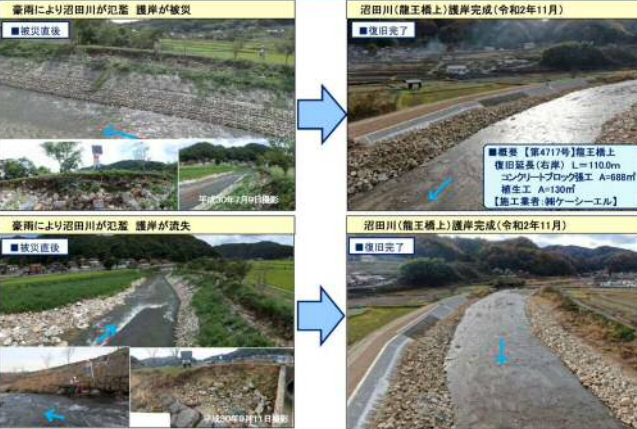 豪雨により沼田川が氾濫 護岸が被災
■被災直後
平成30年7月9日撮影
沼田川(龍王橋上)護岸完成(令和2年11月)
■復旧完了
■概要 【第4717号】龍王橋上
復旧延長(右岸) L=110.0m
コンクリートブロック張工 A=688㎡
植生工 A=130㎡
【施工業者:㈱ケーシーエル】
豪雨により沼田川が氾濫 護岸が流失
■被災直後
平成30年9月11日撮影
沼田川(龍王橋上)護岸完成(令和2年11月)
■復旧完了